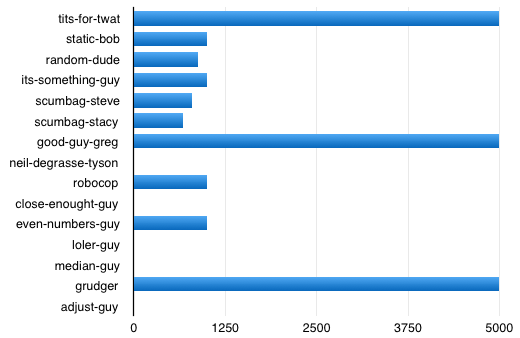 tits-for-twat
static-bob
random-dude
its-something-guy
scumbag-steve
scumbag-stacy
good-guy-greg
neil-degrasse-tyson
robocop
close-enought-guy
even-numbers-guy
loler-guy
median-guy
grudger
adjust-guy
0 1250 2500 3750 5000